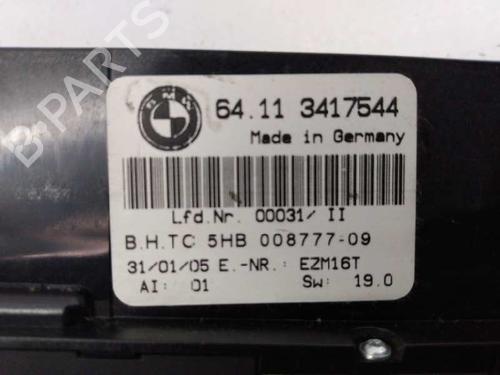 B-PARTS
BMW
64.11 3417544
Made in Germany
Lfd.Nr. 00031/ II
B.H.TC 5HB 008777-09
31/01/05 E.-NR.: EZM16T
AI: 01 Sw: 19.0